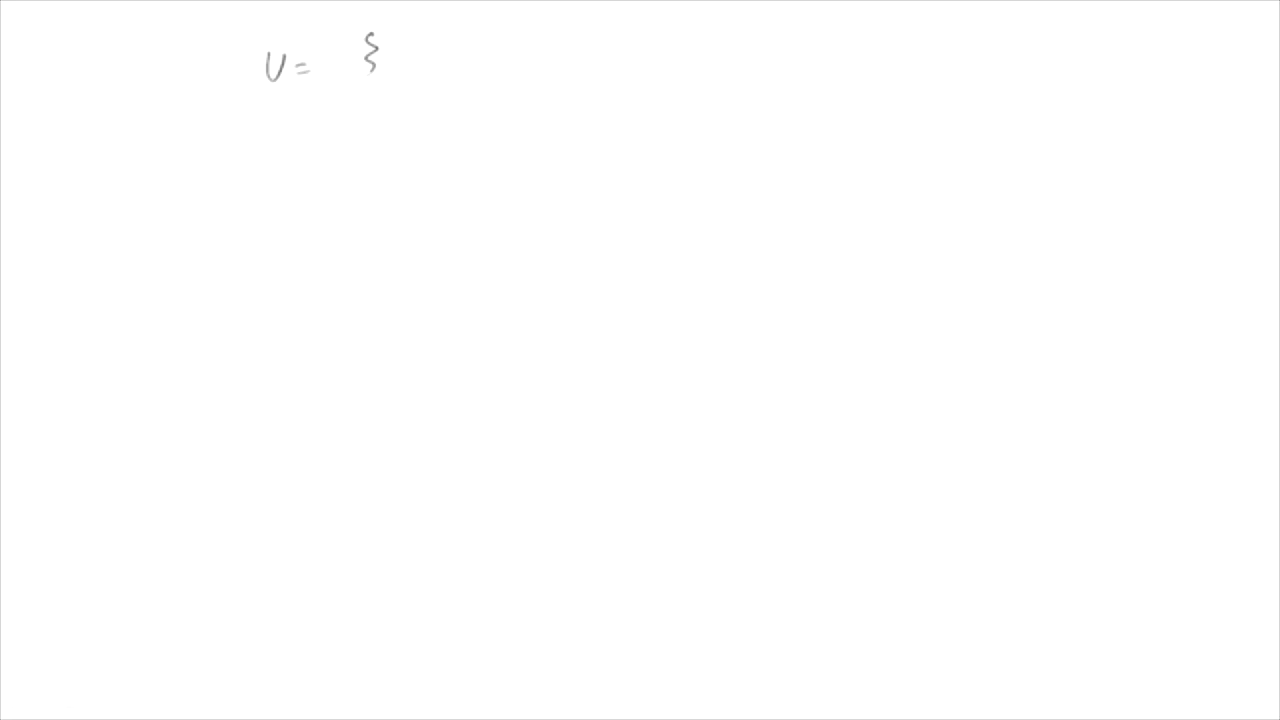 U = {